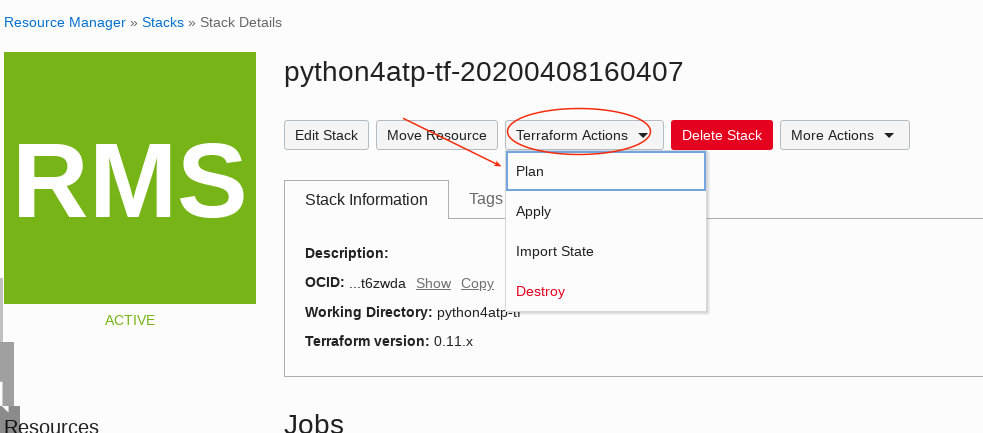 Resource Manager » Stacks » Stack Details
RMS
ACTIVE
python4atp-tf-20200408160407
Edit Stack Move Resource Terraform Actions Delete Stack More Actions
Plan
Apply
Import State
Destroy
Stack Information Tags
Description:
OCID: ...t6zwda Show Copy
Working Directory: python4atp-tf
Terraform version: 0.11.x
Resources
Jobs